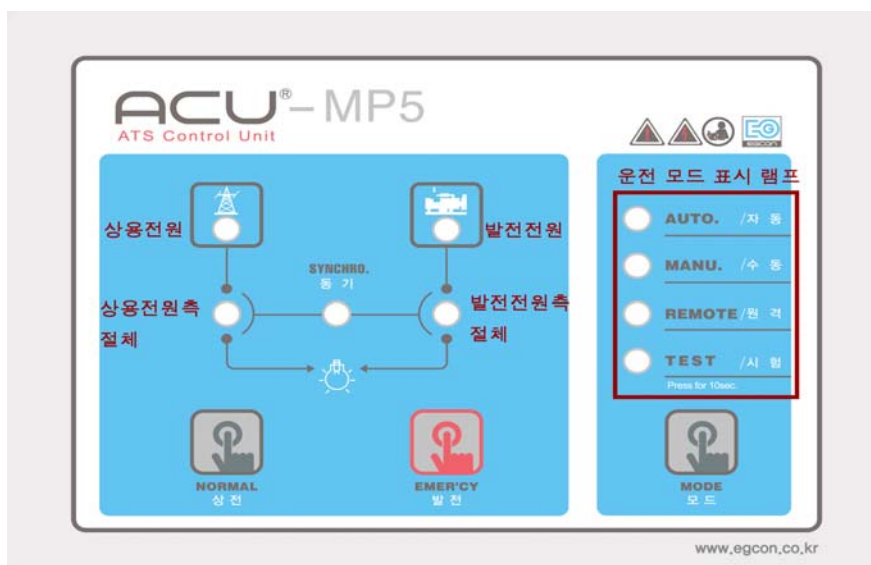 ACU®-MP5
ATS Control Unit
EG
egcon
운전 모드 표시 램프
상용전원
발전전원
AUTO. /자 동
MANU. /수 동
REMOTE/원 격
TEST /시 험
Press for 10sec.
SYNCHRO.
동 기
상용전원측
절체
발전전원측
절체
NORMAL
상 전
EMER'CY
발 전
MODE
모 드
www.egcon.co.kr